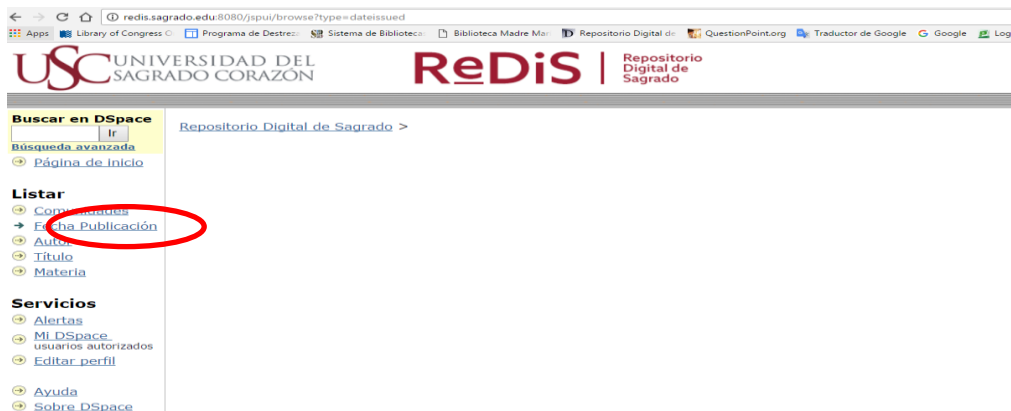 redis.sagrado.edu:8080/jspui/browse?type=dateissued
Apps Library of Congress C Programa de Destrez Sistema de Biblioteca Biblioteca Madre Mar Repositorio Digital de QuestionPoint.org Traductor de Google Google Log
USC UNIVERSIDAD DEL SAGRADO CORAZÓN
ReDiS | Repositorio Digital de Sagrado
Buscar en DSpace
Ir
Búsqueda avanzada
Repositorio Digital de Sagrado >
Página de inicio
Listar
Comunidades
Fecha Publicación
Autor
Título
Materia
Servicios
Alertas
Mi DSpace
usuarios autorizados
Editar perfil
Ayuda
Sobre DSpace